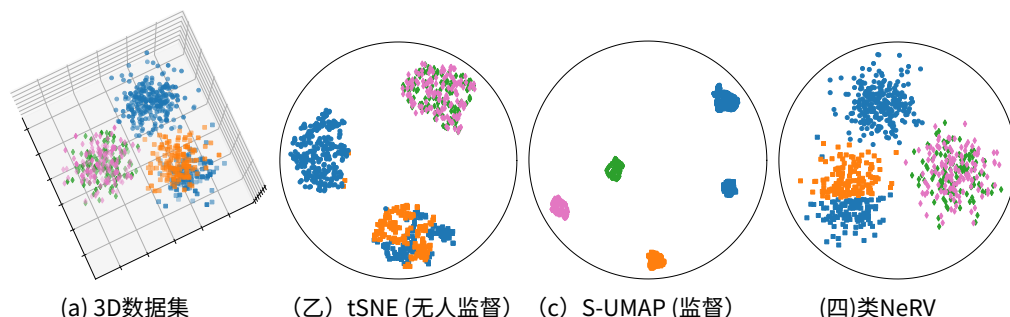 (a) 3D数据集
（乙）tSNE (无人监督）
（c）S-UMAP (监督）
(四)类NeRV